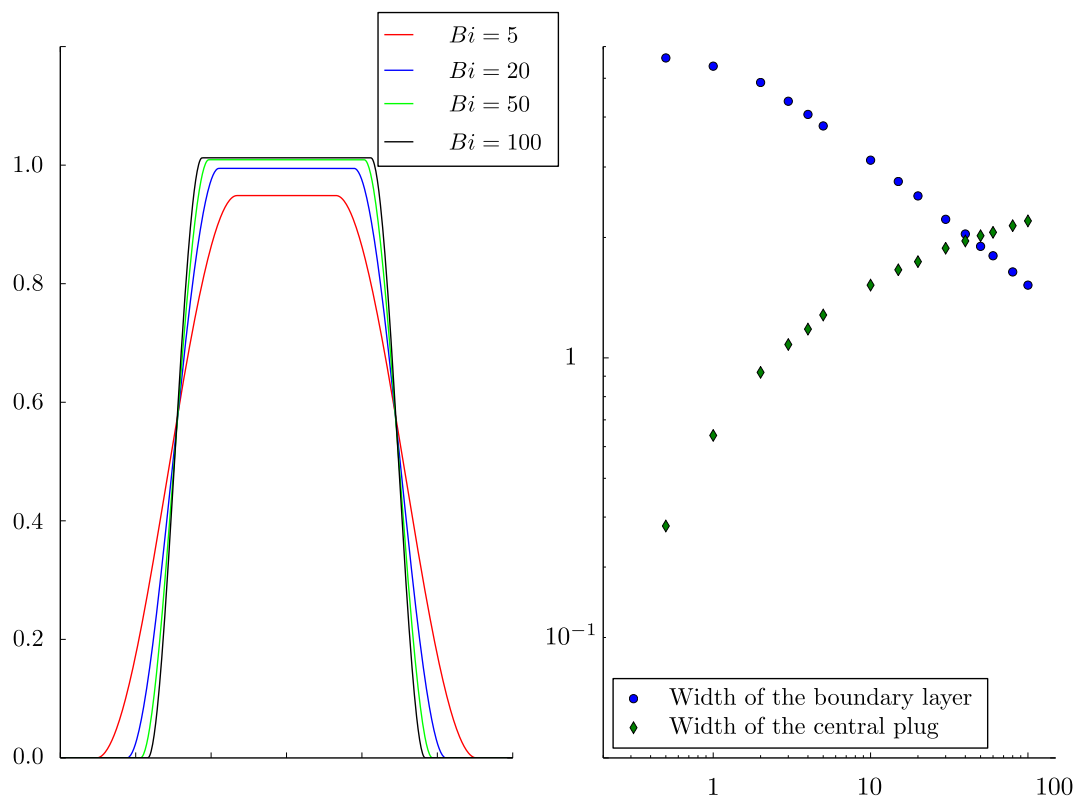 Bi = 5
Bi = 20
Bi = 50
Bi = 100
1.0
0.8
0.6
0.4
0.2
0.0
1
10⁻¹
Width of the boundary layer
Width of the central plug
1 10 100